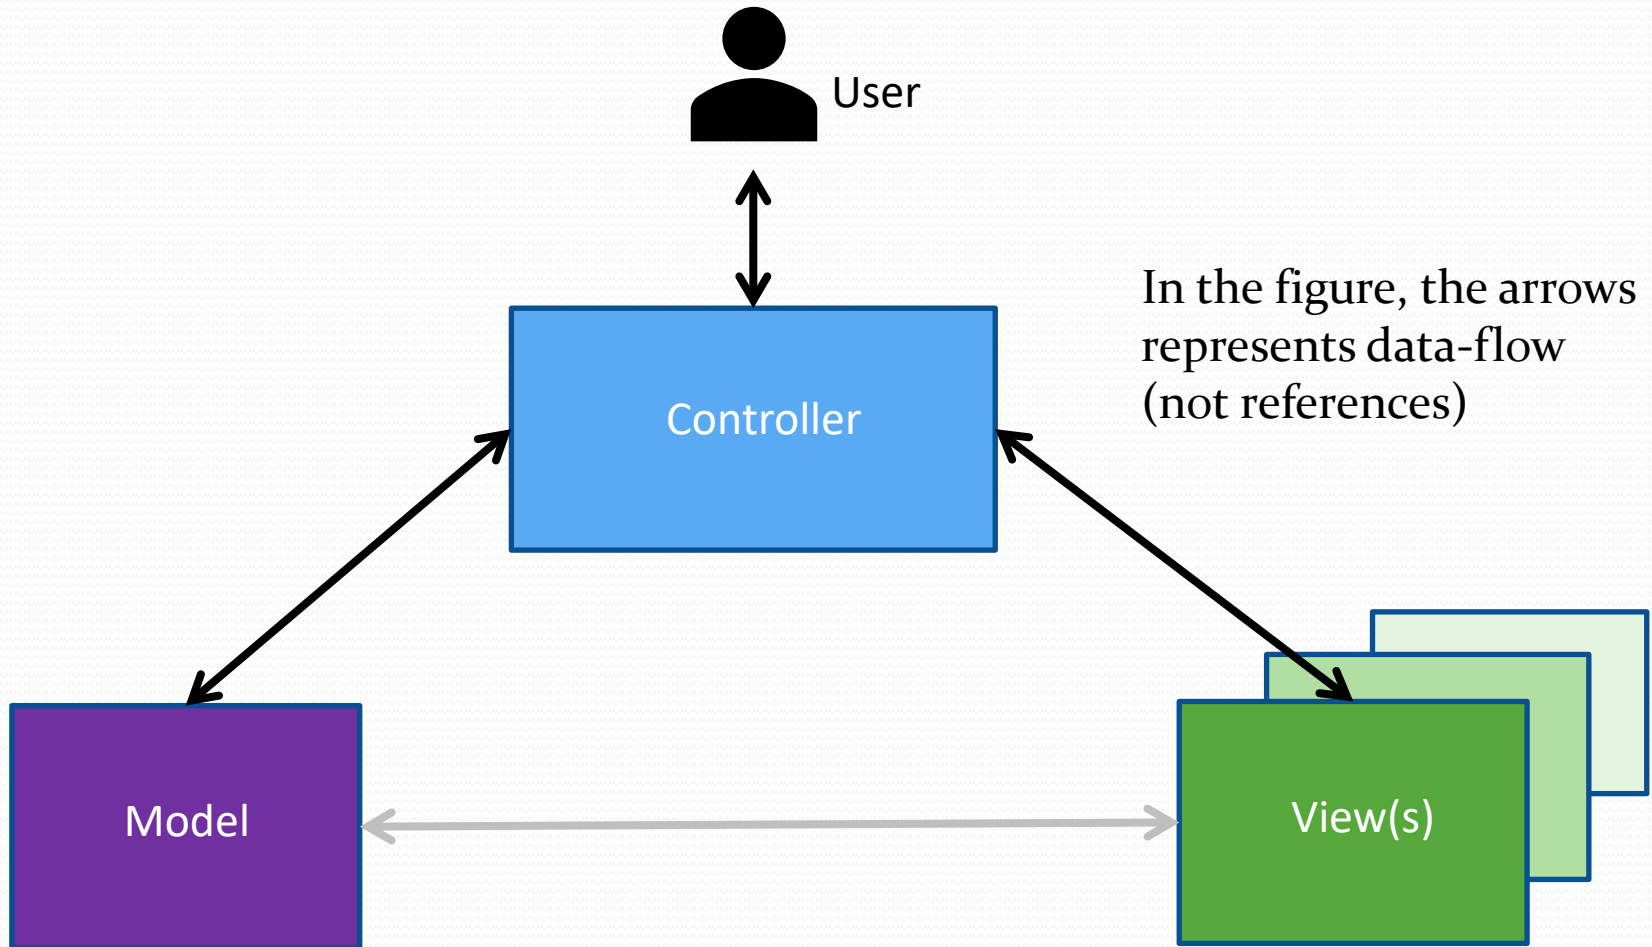 User
In the figure, the arrows
represents data-flow
(not references)
Controller
Model
View(s)